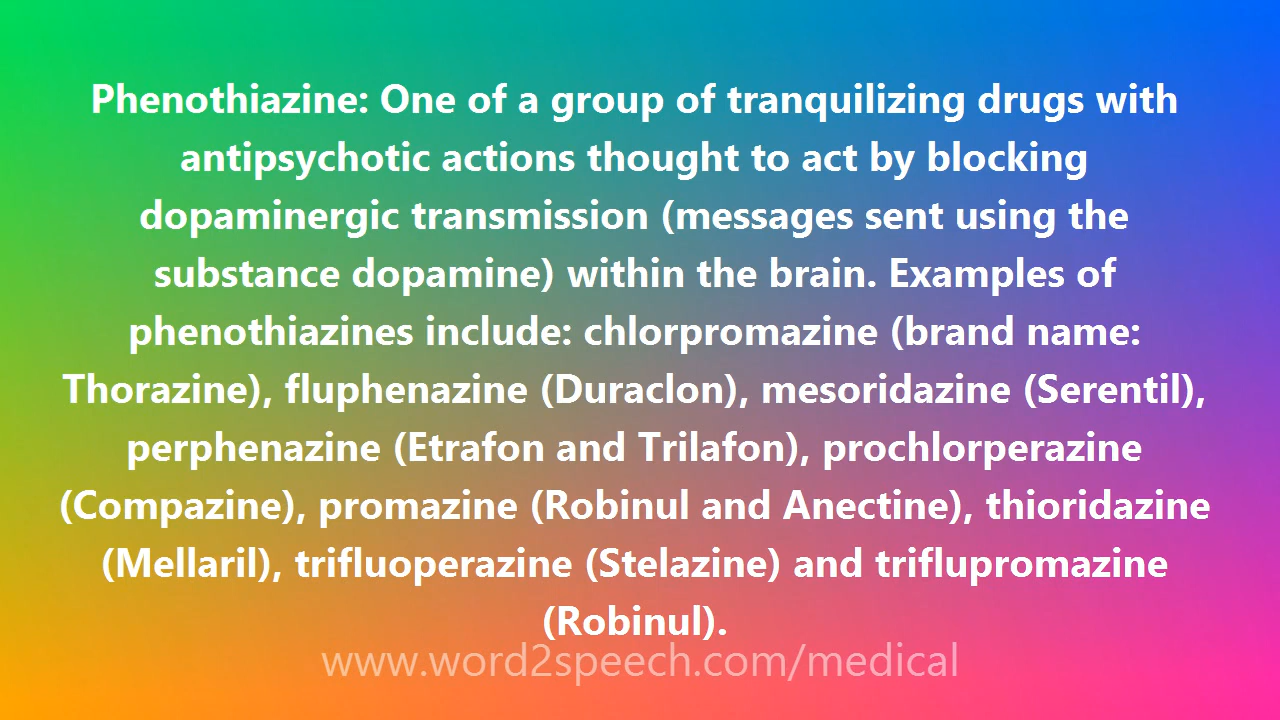 Phenothiazine: One of a group of tranquilizing drugs with
antipsychotic actions thought to act by blocking
dopaminergic transmission (messages sent using the
substance dopamine) within the brain. Examples of
phenothiazines include: chlorpromazine (brand name:
Thorazine), fluphenazine (Duraclon), mesoridazine (Serentil),
perphenazine (Etrafon and Trilafon), prochlorperazine
(Compazine), promazine (Robinul and Anectine), thioridazine
(Mellaril), trifluoperazine (Stelazine) and triflupromazine
(Robinul).
www.word2speech.com/medical